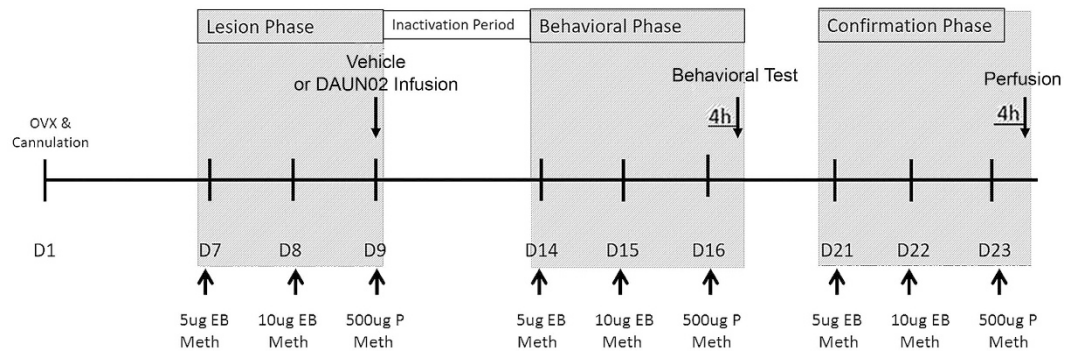 Lesion Phase
Inactivation Period
Behavioral Phase
Confirmation Phase
Vehicle
or DAUN02 Infusion
Behavioral Test
4h
Perfusion
4h
OVX &
Cannulation
D1
D7
D8
D9
D14
D15
D16
D21
D22
D23
5ug EB
Meth
10ug EB
Meth
500ug P
Meth
5ug EB
Meth
10ug EB
Meth
500ug P
Meth
5ug EB
Meth
10ug EB
Meth
500ug P
Meth